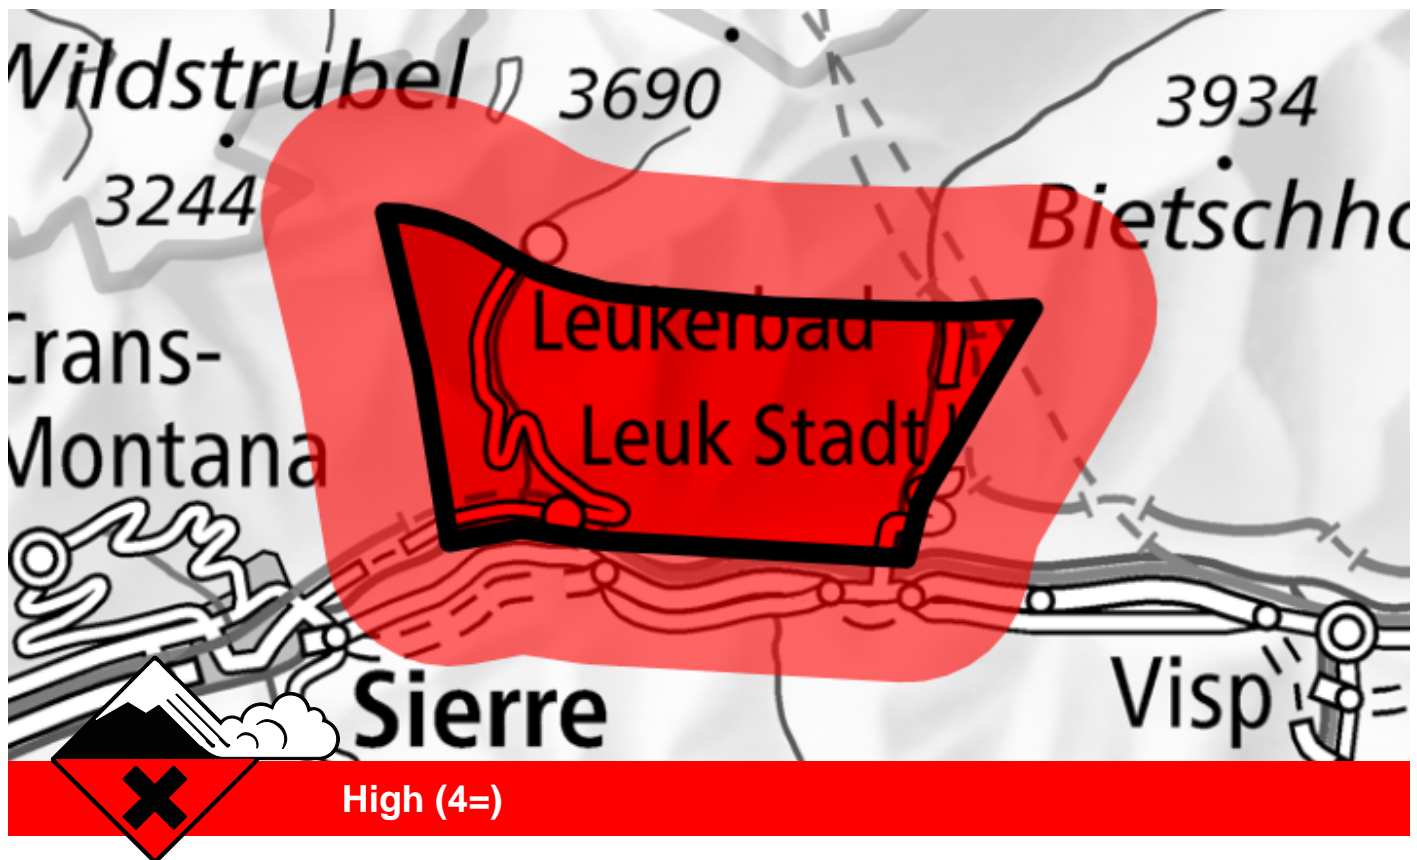 Wildstrubel
3690
3934
3244
Bietschho
Crans-
Montana
Leukerbad
Leuk Stadt
Sierre
Visp
High (4=)